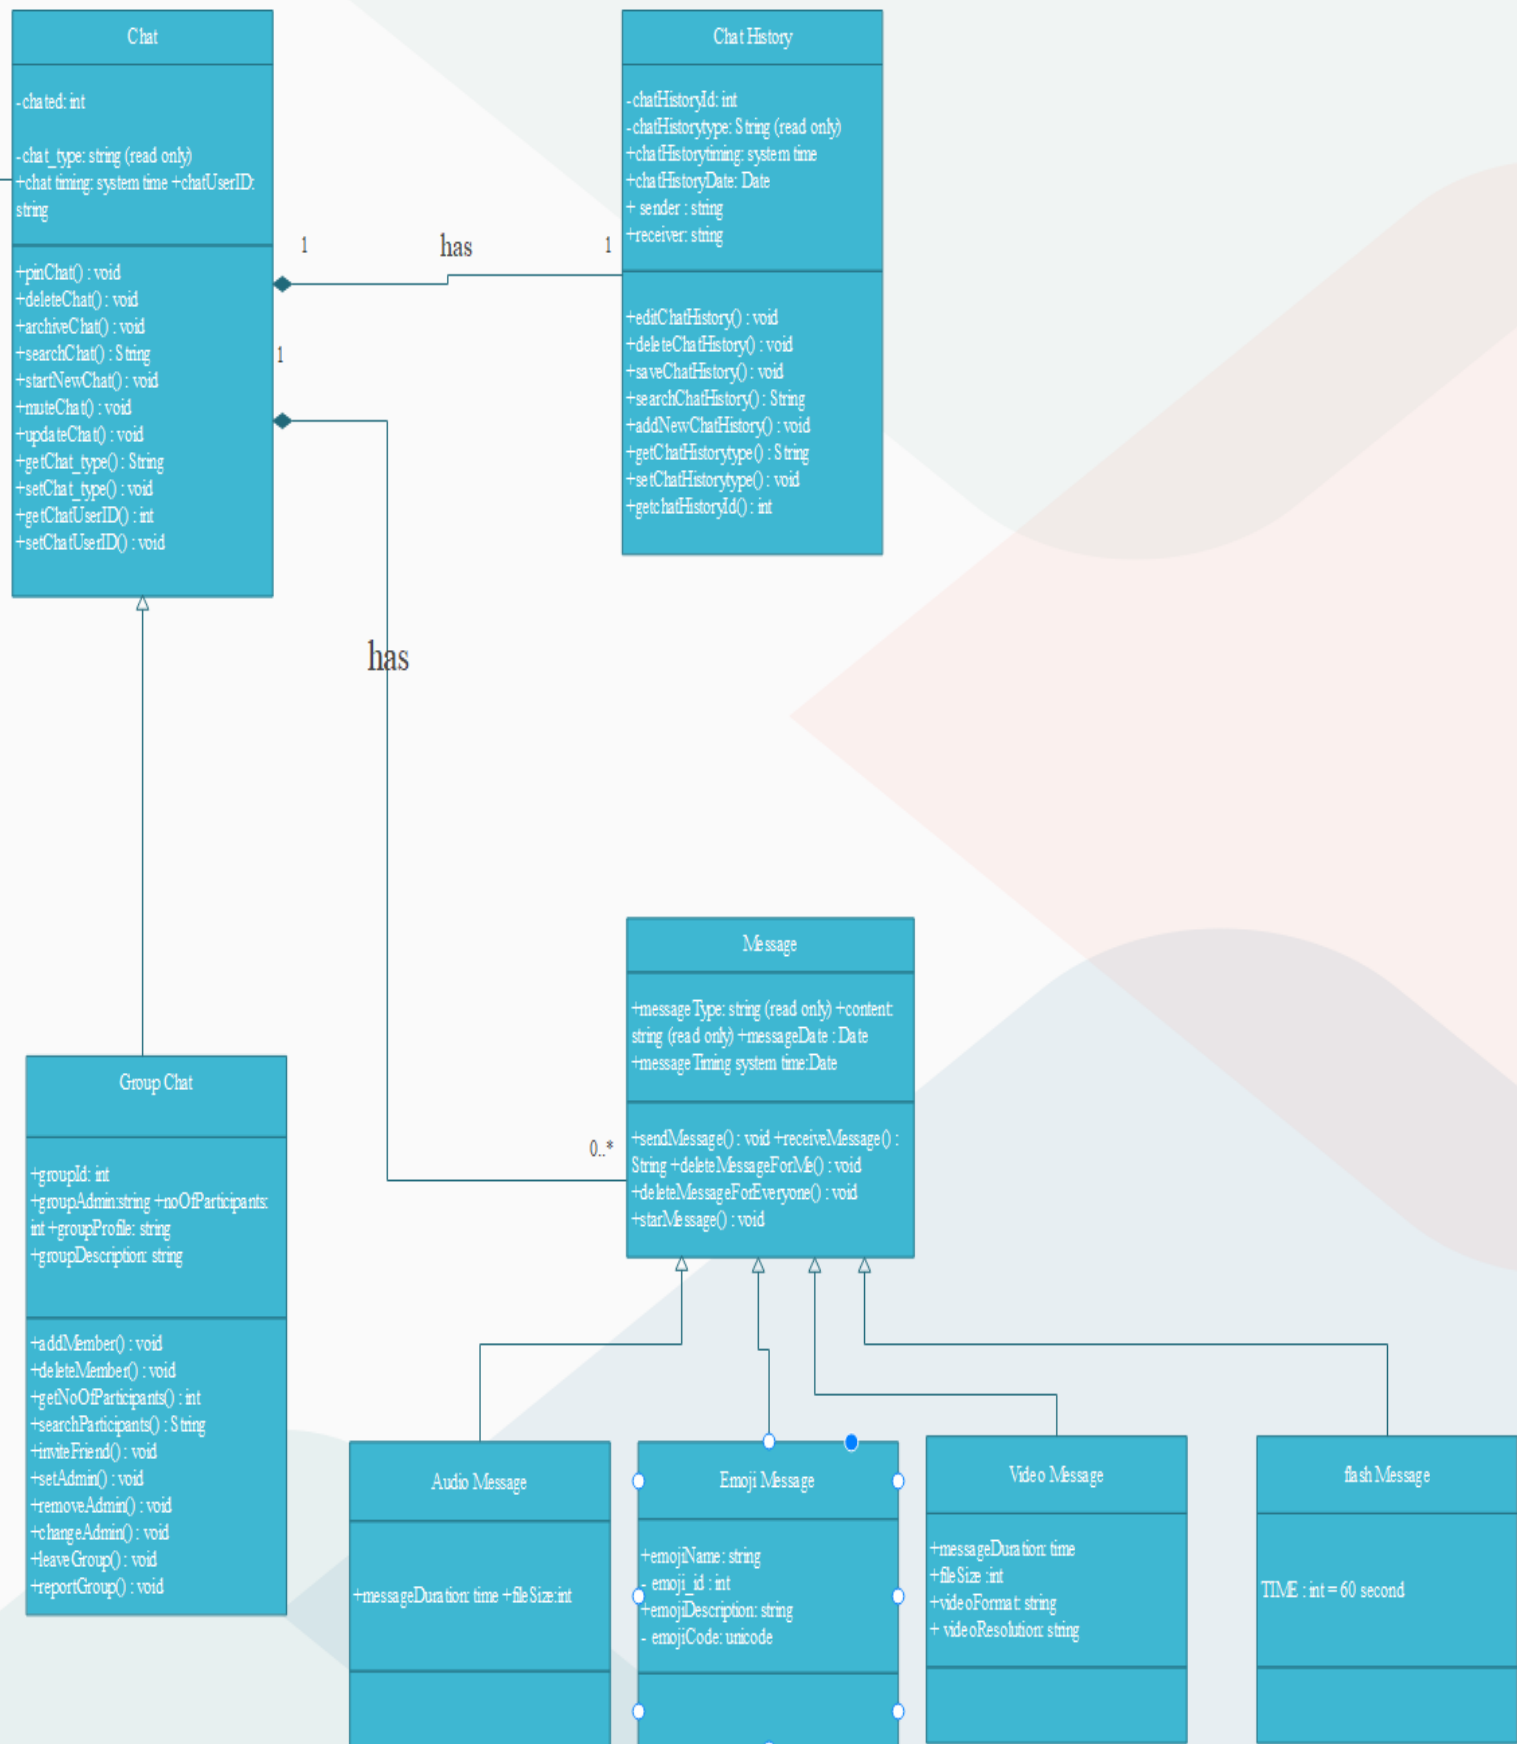 Chat
-chated: int
-chat_type: string (read only)
+chat timing: system time +chatUserID:
string
+pinChat() : void
+deleteChat() : void
+archiveChat() : void
+searchChat() : String
+startNewChat() : void
+muteChat() : void
+updateChat() : void
+getChat_type() : String
+setChat_type() : void
+getChatUserID() : int
+setChatUserID() : void
1
has
1
1
Chat History
-chatHistoryId: int
-chatHistorytype: String (read only)
+chatHistorytiming: system time
+chatHistoryDate: Date
+ sender : string
+receiver: string
+editChatHistory() : void
+deleteChatHistory() : void
+saveChatHistory() : void
+searchChatHistory() : String
+addNewChatHistory() : void
+getChatHistorytype() : String
+setChatHistorytype() : void
+getchatHistoryId() : int
has
0..*
Message
+messageType: string (read only) +content:
string (read only) +messageDate : Date
+messageTiming system time:Date
+sendMessage() : void +receiveMessage() :
String +deleteMessageForMe() : void
+deleteMessageForEveryone() : void
+starMessage() : void
Group Chat
+groupId: int
+groupAdmin:string +noOfParticipants:
int +groupProfile: string
+groupDescription: string
+addMember() : void
+deleteMember() : void
+getNoOfParticipants() : int
+searchParticipants() : String
+inviteFriend() : void
+setAdmin() : void
+removeAdmin() : void
+changeAdmin() : void
+leaveGroup() : void
+reportGroup() : void
Audio Message
+messageDuration: time +fileSize:int
Emoji Message
+emojiName: string
- emoji_id : int
+emojiDescription: string
- emojiCode: unicode
Video Message
+messageDuration: time
+fileSize :int
+videoFormat: string
+ videoResolution: string
flash Message
TIME : int = 60 second